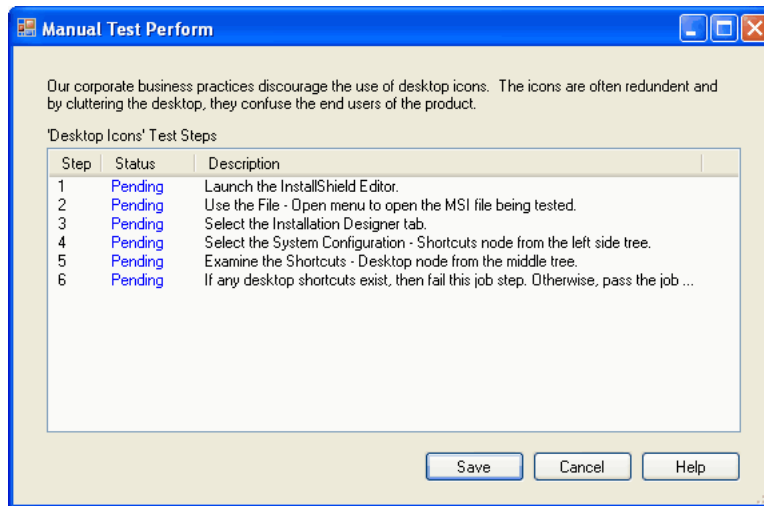 Manual Test Perform
Our corporate business practices discourage the use of desktop icons.  The icons are often redundant and
by cluttering the desktop, they confuse the end users of the product.
'Desktop Icons' Test Steps
Step Status Description
1 Pending Launch the InstallShield Editor.
2 Pending Use the File - Open menu to open the MSI file being tested.
3 Pending Select the Installation Designer tab.
4 Pending Select the System Configuration - Shortcuts node from the left side tree.
5 Pending Examine the Shortcuts - Desktop node from the middle tree.
6 Pending If any desktop shortcuts exist, then fail this job step. Otherwise, pass the job ...
Save Cancel Help